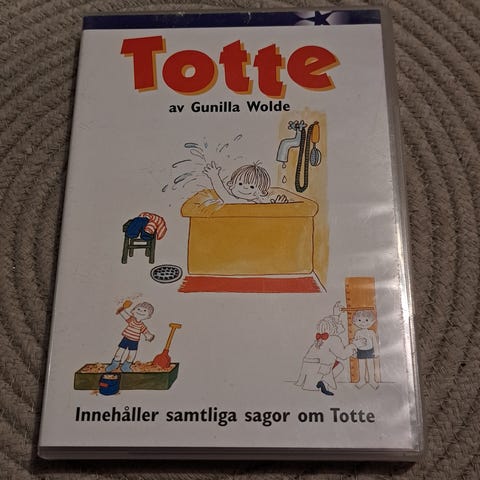 Totte
av Gunilla Wolde
Innehåller samtliga sagor om Totte